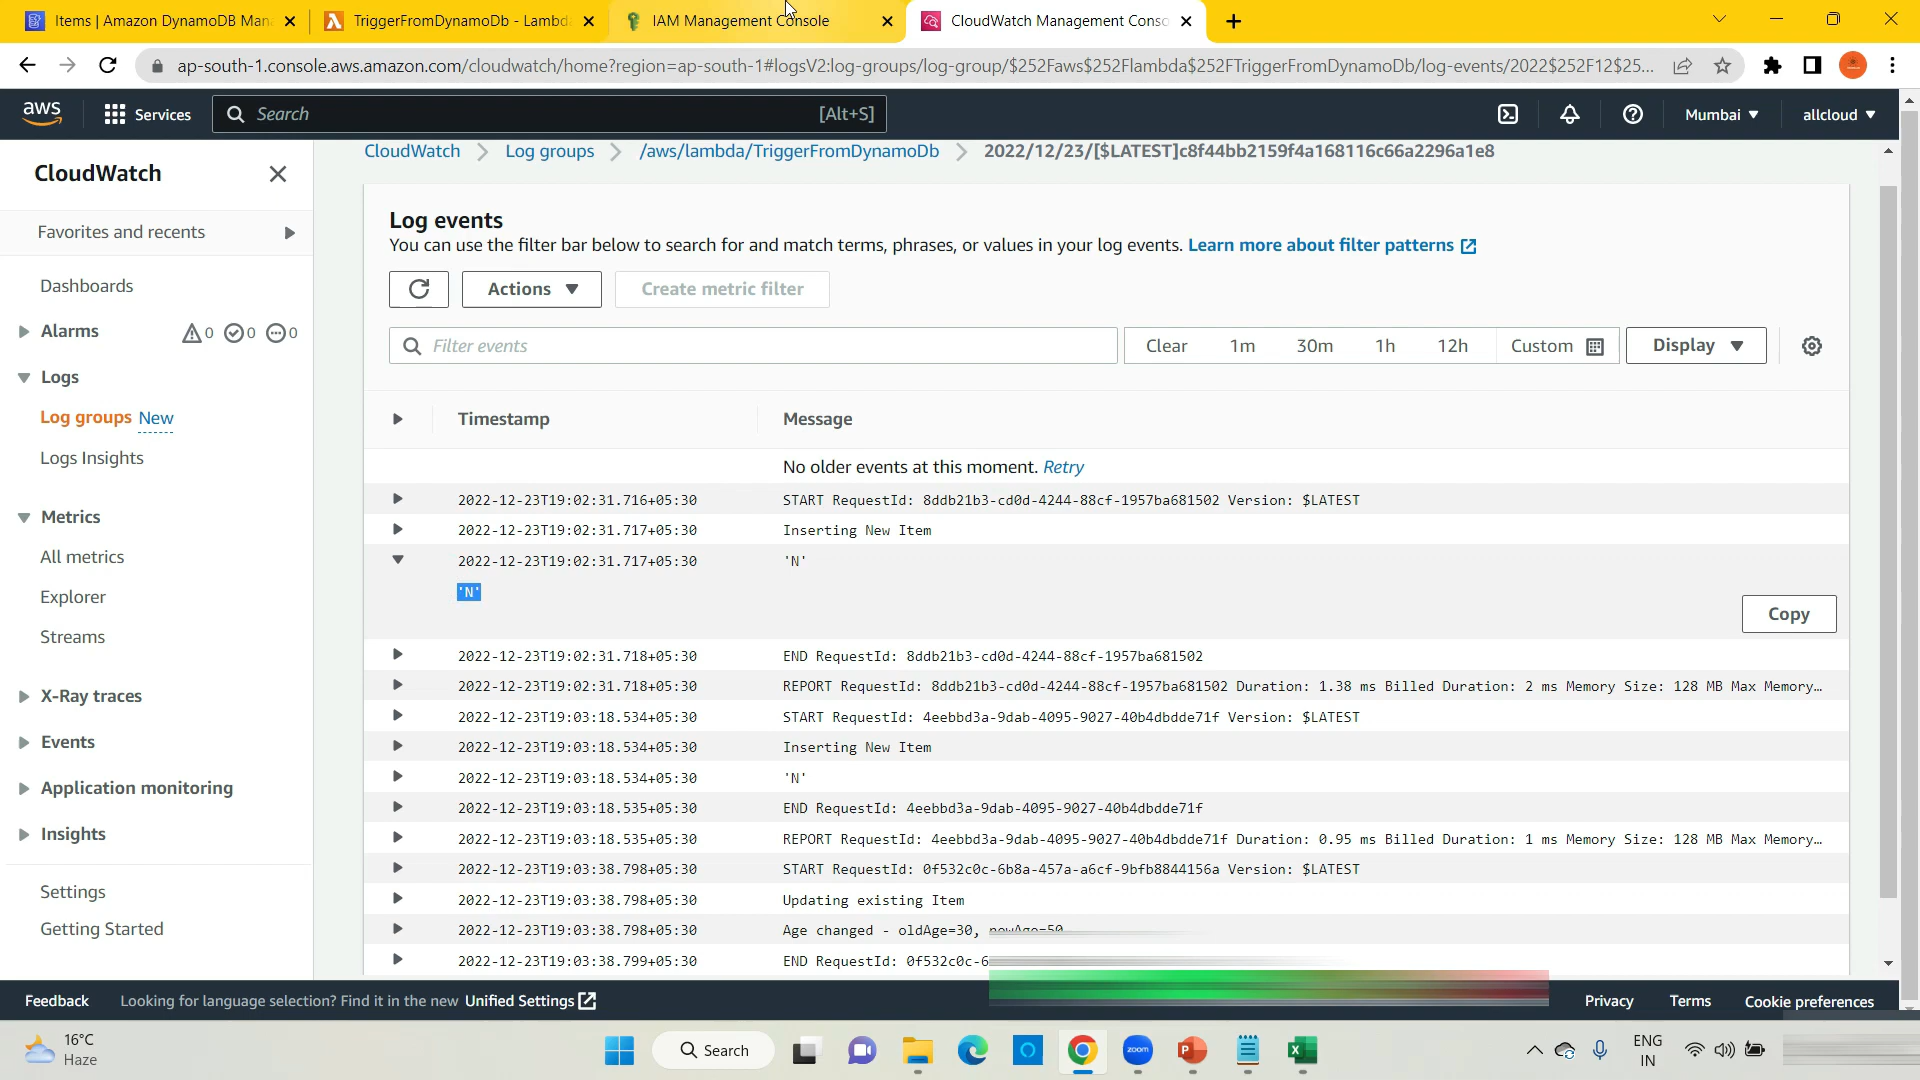 Items | Amazon DynamoDB Man
TriggerFromDynamoDb - Lambd
IAM Management Console
CloudWatch Management Conso
ap-south-1.console.aws.amazon.com/cloudwatch/home?region=ap-south-1#logsV2:log-groups/log-group/$252Faws$252Flambda$252FTriggerFromDynamoDb/log-events/2022$252F12$25...
aws Services Search [Alt+S] Mumbai allcloud
CloudWatch
Favorites and recents
Dashboards
Alarms 0 0 0
Logs
Log groups New
Logs Insights
Metrics
All metrics
Explorer
Streams
X-Ray traces
Events
Application monitoring
Insights
Settings
Getting Started
CloudWatch Log groups /aws/lambda/TriggerFromDynamoDb 2022/12/23/[$LATEST]c8f44bb2159f4a168116c66a2296a1e8
Log events
You can use the filter bar below to search for and match terms, phrases, or values in your log events. Learn more about filter patterns
Actions Create metric filter
Filter events Clear 1m 30m 1h 12h Custom Display
Timestamp Message
No older events at this moment. Retry
2022-12-23T19:02:31.716+05:30 START RequestId: 8ddb21b3-cd0d-4244-88cf-1957ba681502 Version: $LATEST
2022-12-23T19:02:31.717+05:30 Inserting New Item
2022-12-23T19:02:31.717+05:30 'N'
'N'
Copy
2022-12-23T19:02:31.718+05:30 END RequestId: 8ddb21b3-cd0d-4244-88cf-1957ba681502
2022-12-23T19:02:31.718+05:30 REPORT RequestId: 8ddb21b3-cd0d-4244-88cf-1957ba681502 Duration: 1.38 ms Billed Duration: 2 ms Memory Size: 128 MB Max Memory…
2022-12-23T19:03:18.534+05:30 START RequestId: 4eebbd3a-9dab-4095-9027-40b4dbdde71f Version: $LATEST
2022-12-23T19:03:18.534+05:30 Inserting New Item
2022-12-23T19:03:18.534+05:30 'N'
2022-12-23T19:03:18.535+05:30 END RequestId: 4eebbd3a-9dab-4095-9027-40b4dbdde71f
2022-12-23T19:03:18.535+05:30 REPORT RequestId: 4eebbd3a-9dab-4095-9027-40b4dbdde71f Duration: 0.95 ms Billed Duration: 1 ms Memory Size: 128 MB Max Memory…
2022-12-23T19:03:38.798+05:30 START RequestId: 0f532c0c-6b8a-457a-a6cf-9bfb8844156a Version: $LATEST
2022-12-23T19:03:38.798+05:30 Updating existing Item
2022-12-23T19:03:38.798+05:30 Age changed - oldAge=30, newAge=50
2022-12-23T19:03:38.799+05:30 END RequestId: 0f532c0c-6
Feedback Looking for language selection? Find it in the new Unified Settings Privacy Terms Cookie preferences
16°C
Haze
Search
zoom
ENG
IN